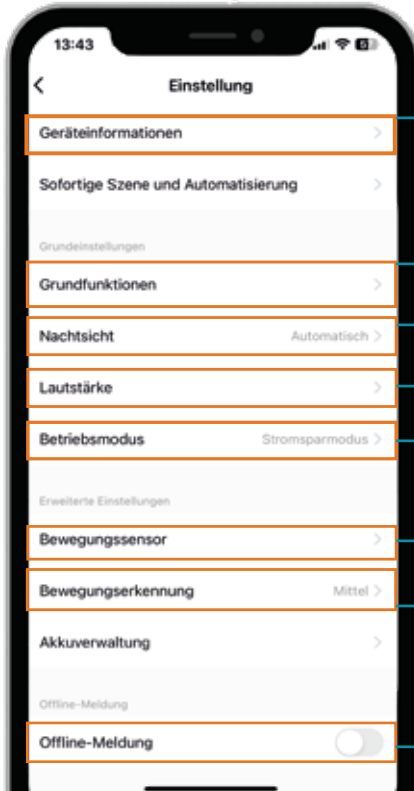 13:43
Einstellung
Geräteinformationen
Sofortige Szene und Automatisierung
Grundeinstellungen
Grundfunktionen
Nachtsicht Automatisch
Lautstärke
Betriebsmodus Stromsparmodus
Erweiterte Einstellungen
Bewegungssensor
Bewegungserkennung Mittel
Akkuverwaltung
Offline-Meldung
Offline-Meldung